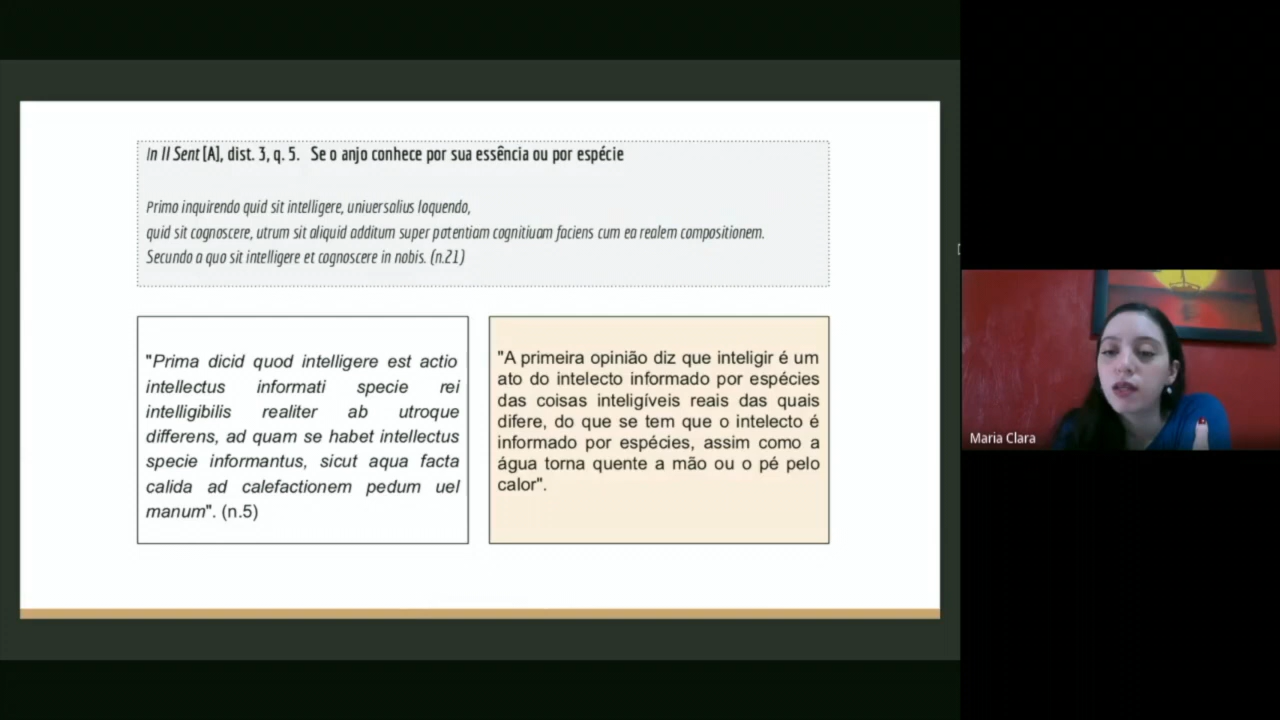 In II Sent [A], dist. 3, q. 5. Se o anjo conhece por sua essência ou por espécie
Primo inquirendo quid sit intelligere, uniuersalius loquendo,
quid sit cognoscere, utrum sit aliquid additum super potentiam cognitiuam faciens cum ea realem compositionem.
Secundo a quo sit intelligere et cognoscere in nobis. (n.21)
"Prima dicid quod intelligere est actio
intellectus informati specie rei
intelligibilis realiter ab utroque
differens, ad quam se habet intellectus
specie informantus, sicut aqua facta
calida ad calefactionem pedum uel
manum". (n.5)
"A primeira opinião diz que inteligir é um
ato do intelecto informado por espécies
das coisas inteligíveis reais das quais
difere, do que se tem que o intelecto é
informado por espécies, assim como a
água torna quente a mão ou o pé pelo
calor".
Maria Clara